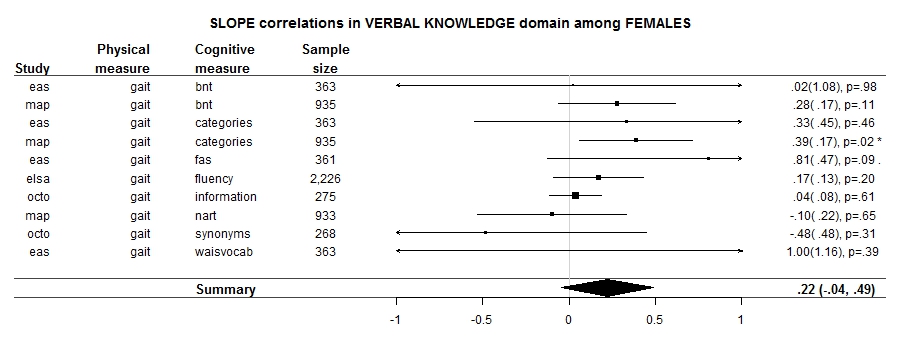 SLOPE correlations in VERBAL KNOWLEDGE domain among FEMALES
Physical Cognitive Sample
Study measure measure size
eas gait bnt 363 .02(1.08), p=.98
map gait bnt 935 .28( .17), p=.11
eas gait categories 363 .33( .45), p=.46
map gait categories 935 .39( .17), p=.02 *
eas gait fas 361 .81( .47), p=.09 .
elsa gait fluency 2,226 .17( .13), p=.20
octo gait information 275 .04( .08), p=.61
map gait nart 933 -.10( .22), p=.65
octo gait synonyms 268 -.48( .48), p=.31
eas gait waisvocab 363 1.00(1.16), p=.39
Summary .22 (-.04, .49)
-1 -0.5 0 0.5 1